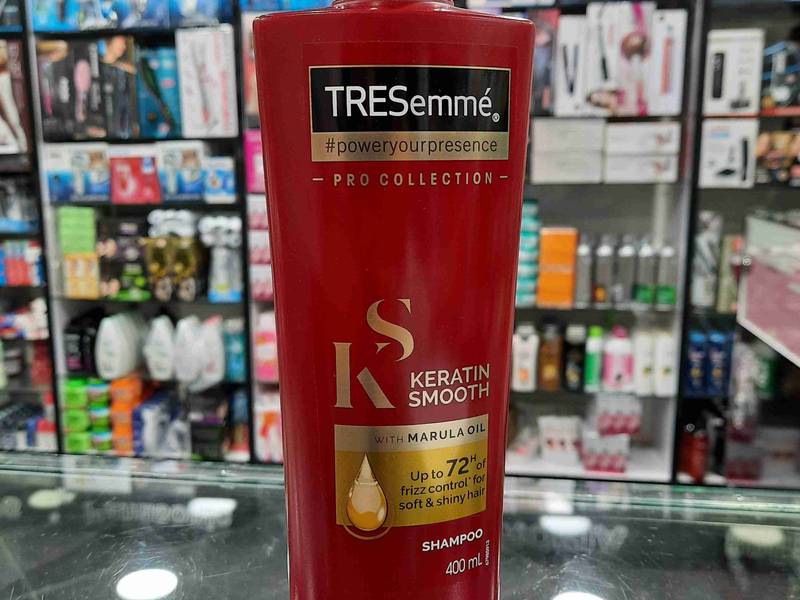 TRESemmé®
#poweryourpresence
PRO COLLECTION
KS
KERATIN
SMOOTH
WITH MARULA OIL
Up to 72H of
frizz control* for
soft & shiny hair
SHAMPOO
400 mL